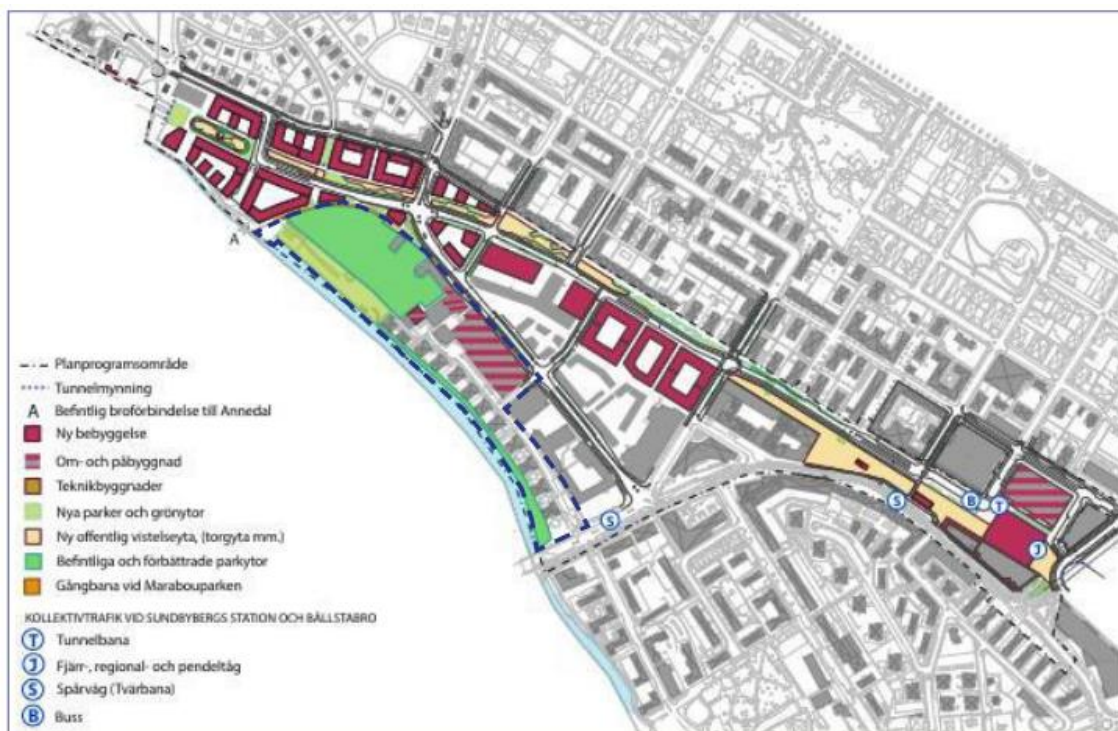 A
S
S
B
T
J
Planprogramsområde
Tunnelmynning
A Befintlig broförbindelse till Annedal
Ny bebyggelse
Om- och påbyggnad
Teknikbyggnader
Nya parker och grönytor
Ny offentlig vistelseyta, (torgyta mm.)
Befintliga och förbättrade parkytor
Gångbana vid Marabouparken
KOLLEKTIVTRAFIK VID SUNDBYBERGS STATION OCH BÄLLSTABRO
T Tunnelbana
J Fjärr-, regional- och pendeltåg
S Spårväg (Tvärbana)
B Buss